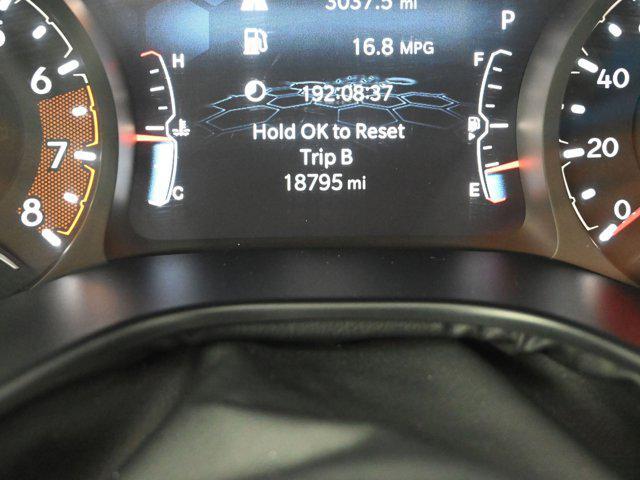 3037.5 mi
P
16.8 MPG
H
F
192:08:37
Hold OK to Reset
Trip B
18795 mi
C
E
6
7
8
40
20
0